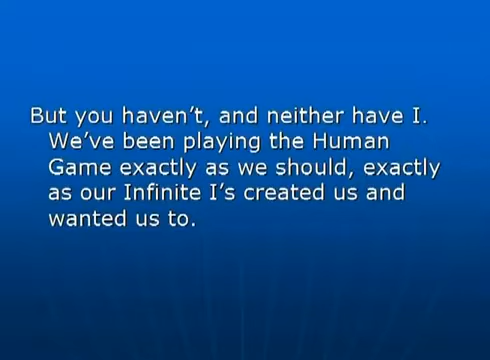 But you haven't, and neither have I.
We've been playing the Human
Game exactly as we should, exactly
as our Infinite I's created us and
wanted us to.